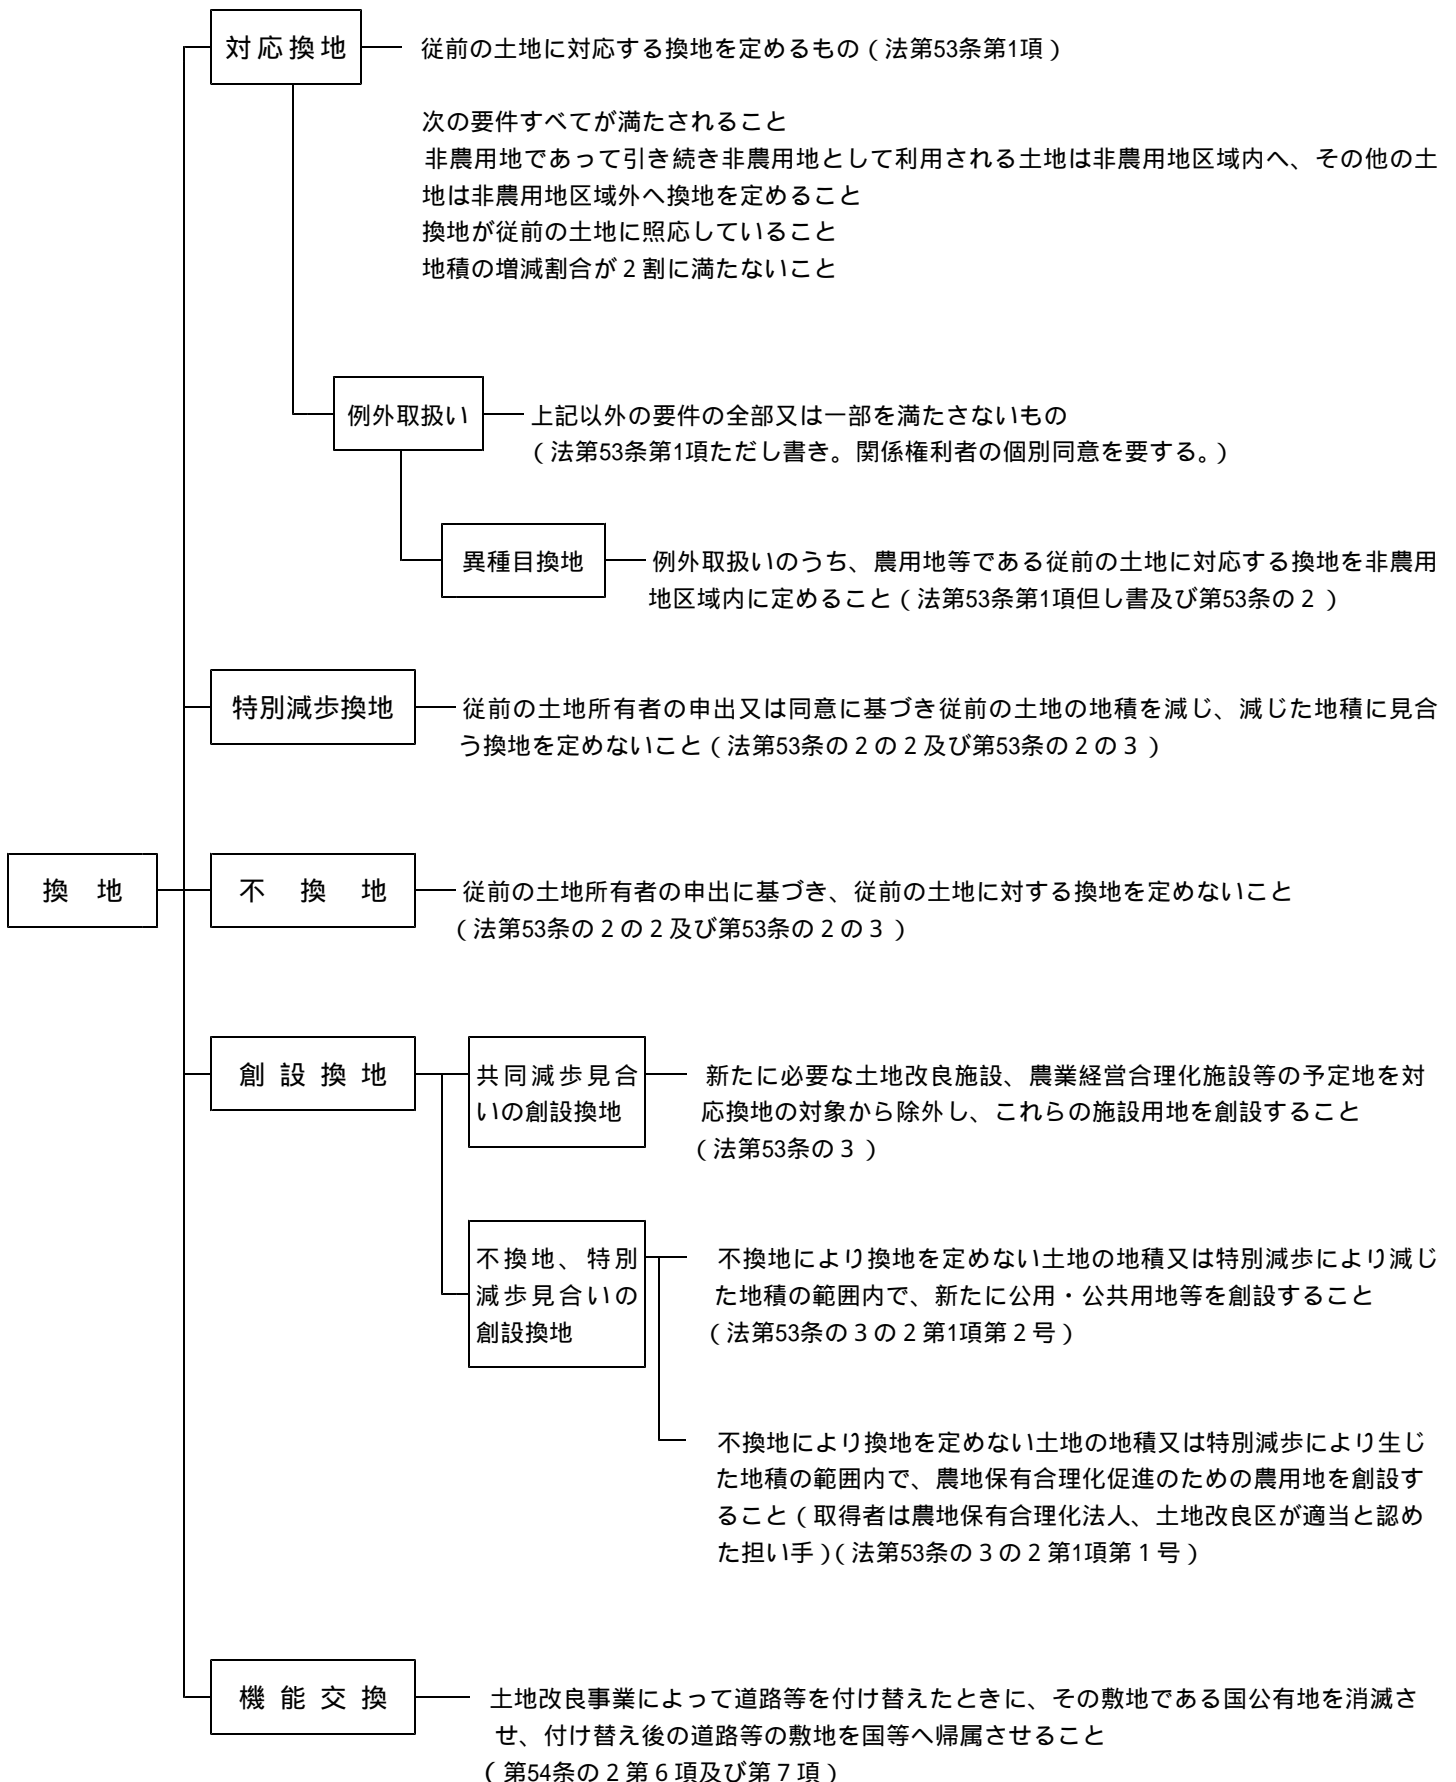 対応換地
従前の土地に対応する換地を定めるもの（法第53条第1項）
次の要件すべてが満たされること
非農用地であって引き続き非農用地として利用される土地は非農用地区域内へ、その他の土
地は非農用地区域外へ換地を定めること
換地が従前の土地に照応していること
地積の増減割合が２割に満たないこと
例外取扱い
上記以外の要件の全部又は一部を満たさないもの
（法第53条第1項ただし書き。関係権利者の個別同意を要する。）
異種目換地
例外取扱いのうち、農用地等である従前の土地に対応する換地を非農用
地区域内に定めること（法第53条第1項但し書及び第53条の２）
特別減歩換地
従前の土地所有者の申出又は同意に基づき従前の土地の地積を減じ、減じた地積に見合
う換地を定めないこと（法第53条の２の２及び第53条の２の３）
換　地
不　換　地
従前の土地所有者の申出に基づき、従前の土地に対する換地を定めないこと
（法第53条の２の２及び第53条の２の３）
創設換地
共同減歩見合
いの創設換地
新たに必要な土地改良施設、農業経営合理化施設等の予定地を対
応換地の対象から除外し、これらの施設用地を創設すること
（法第53条の３）
不換地、特別
減歩見合いの
創設換地
不換地により換地を定めない土地の地積又は特別減歩により減じ
た地積の範囲内で、新たに公用・公共用地等を創設すること
（法第53条の３の２第1項第２号）
不換地により換地を定めない土地の地積又は特別減歩により生じ
た地積の範囲内で、農地保有合理化促進のための農用地を創設す
ること（取得者は農地保有合理化法人、土地改良区が適当と認め
た担い手）（法第53条の３の２第1項第１号）
機能交換
土地改良事業によって道路等を付け替えたときに、その敷地である国公有地を消滅さ
せ、付け替え後の道路等の敷地を国等へ帰属させること
（第54条の２第６項及び第７項）